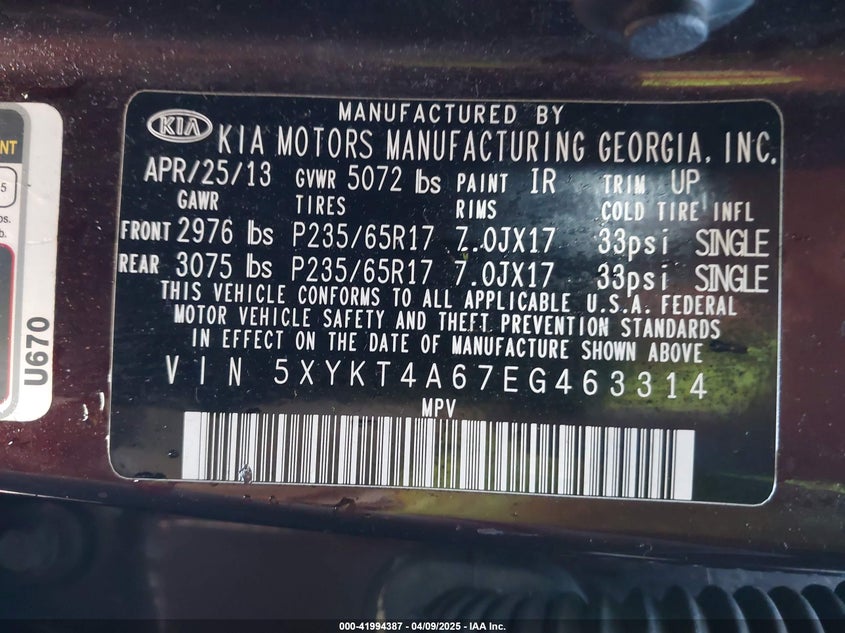 MANUFACTURED BY
KIA KIA MOTORS MANUFACTURING GEORGIA, INC.
APR/25/13 GVWR 5072 lbs PAINT IR TRIM UP
GAWR TIRES RIMS COLD TIRE INFL
FRONT 2976 lbs P235/65R17 7.0JX17 33psi SINGLE
REAR 3075 lbs P235/65R17 7.0JX17 33psi SINGLE
THIS VEHICLE CONFORMS TO ALL APPLICABLE U.S.A. FEDERAL
MOTOR VEHICLE SAFETY AND THEFT PREVENTION STANDARDS
IN EFFECT ON THE DATE OF MANUFACTURE SHOWN ABOVE
VIN 5XYKT4A67EG463314
MPV
NT
5
os.
b.
U670
000-41994387 - 04/09/2025 - IAA Inc.